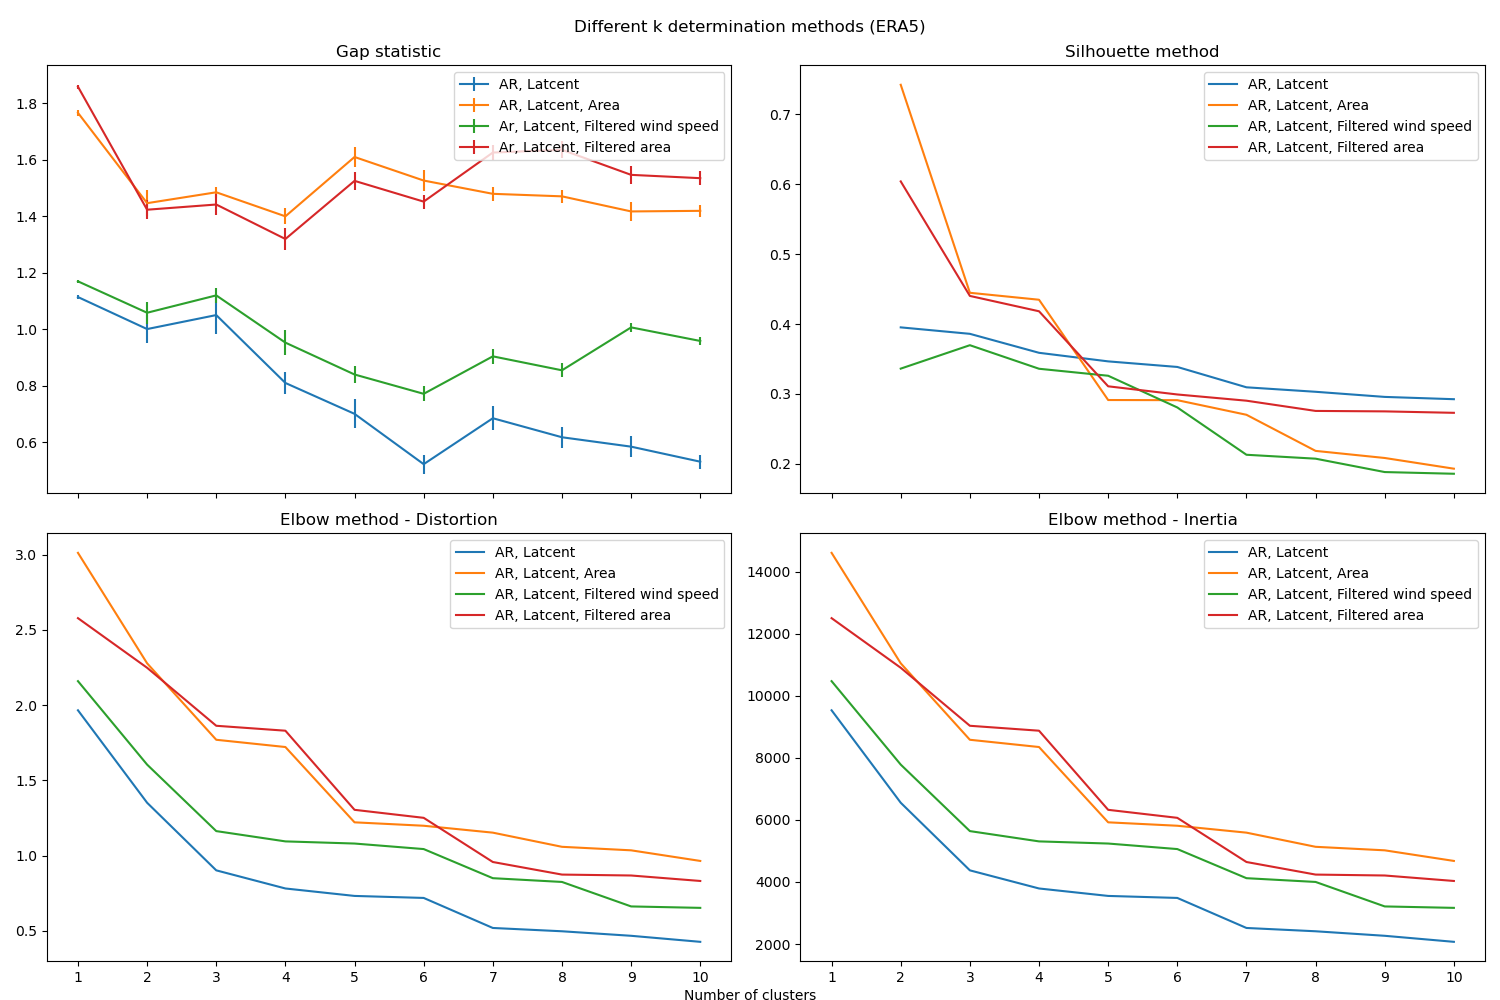 Different k determination methods (ERA5)
Gap statistic
AR, Latcent
AR, Latcent, Area
Ar, Latcent, Filtered wind speed
Ar, Latcent, Filtered area
1.8
1.6
1.4
1.2
1.0
0.8
0.6
Silhouette method
AR, Latcent
AR, Latcent, Area
AR, Latcent, Filtered wind speed
AR, Latcent, Filtered area
0.7
0.6
0.5
0.4
0.3
0.2
Elbow method - Distortion
AR, Latcent
AR, Latcent, Area
AR, Latcent, Filtered wind speed
AR, Latcent, Filtered area
3.0
2.5
2.0
1.5
1.0
0.5
1 2 3 4 5 6 7 8 9 10
Elbow method - Inertia
AR, Latcent
AR, Latcent, Area
AR, Latcent, Filtered wind speed
AR, Latcent, Filtered area
14000
12000
10000
8000
6000
4000
2000
1 2 3 4 5 6 7 8 9 10
Number of clusters